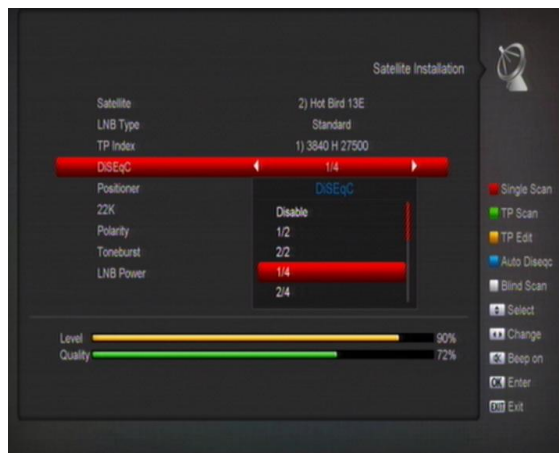 Satellite Installation
Satellite 2) Hot Bird 13E
LNB Type Standard
TP Index 1) 3840 H 27500
DiSEqC 1/4
Positioner DiSEqC
22K Disable
Polarity 1/2
Toneburst 2/2
LNB Power 1/4
2/4
Level 90%
Quality 72%
Single Scan
TP Scan
TP Edit
Auto Diseqc
Blind Scan
Select
Change
Beep on
OK Enter
EXIT Exit